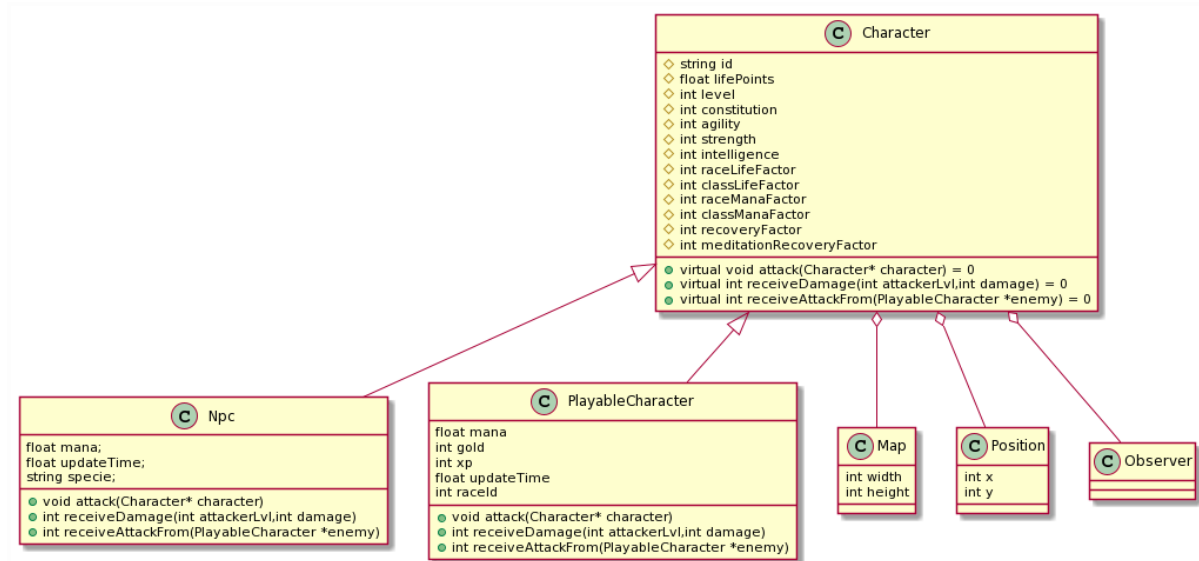 C Character
string id
float lifePoints
int level
int constitution
int agility
int strength
int intelligence
int raceLifeFactor
int classLifeFactor
int raceManaFactor
int classManaFactor
int recoveryFactor
int meditationRecoveryFactor
virtual void attack(Character* character) = 0
virtual int receiveDamage(int attackerLvl,int damage) = 0
virtual int receiveAttackFrom(PlayableCharacter *enemy) = 0
C Npc
float mana;
float updateTime;
string specie;
void attack(Character* character)
int receiveDamage(int attackerLvl,int damage)
int receiveAttackFrom(PlayableCharacter *enemy)
C PlayableCharacter
float mana
int gold
int xp
float updateTime
int raceId
void attack(Character* character)
int receiveDamage(int attackerLvl,int damage)
int receiveAttackFrom(PlayableCharacter *enemy)
C Map
int width
int height
C Position
int x
int y
C Observer